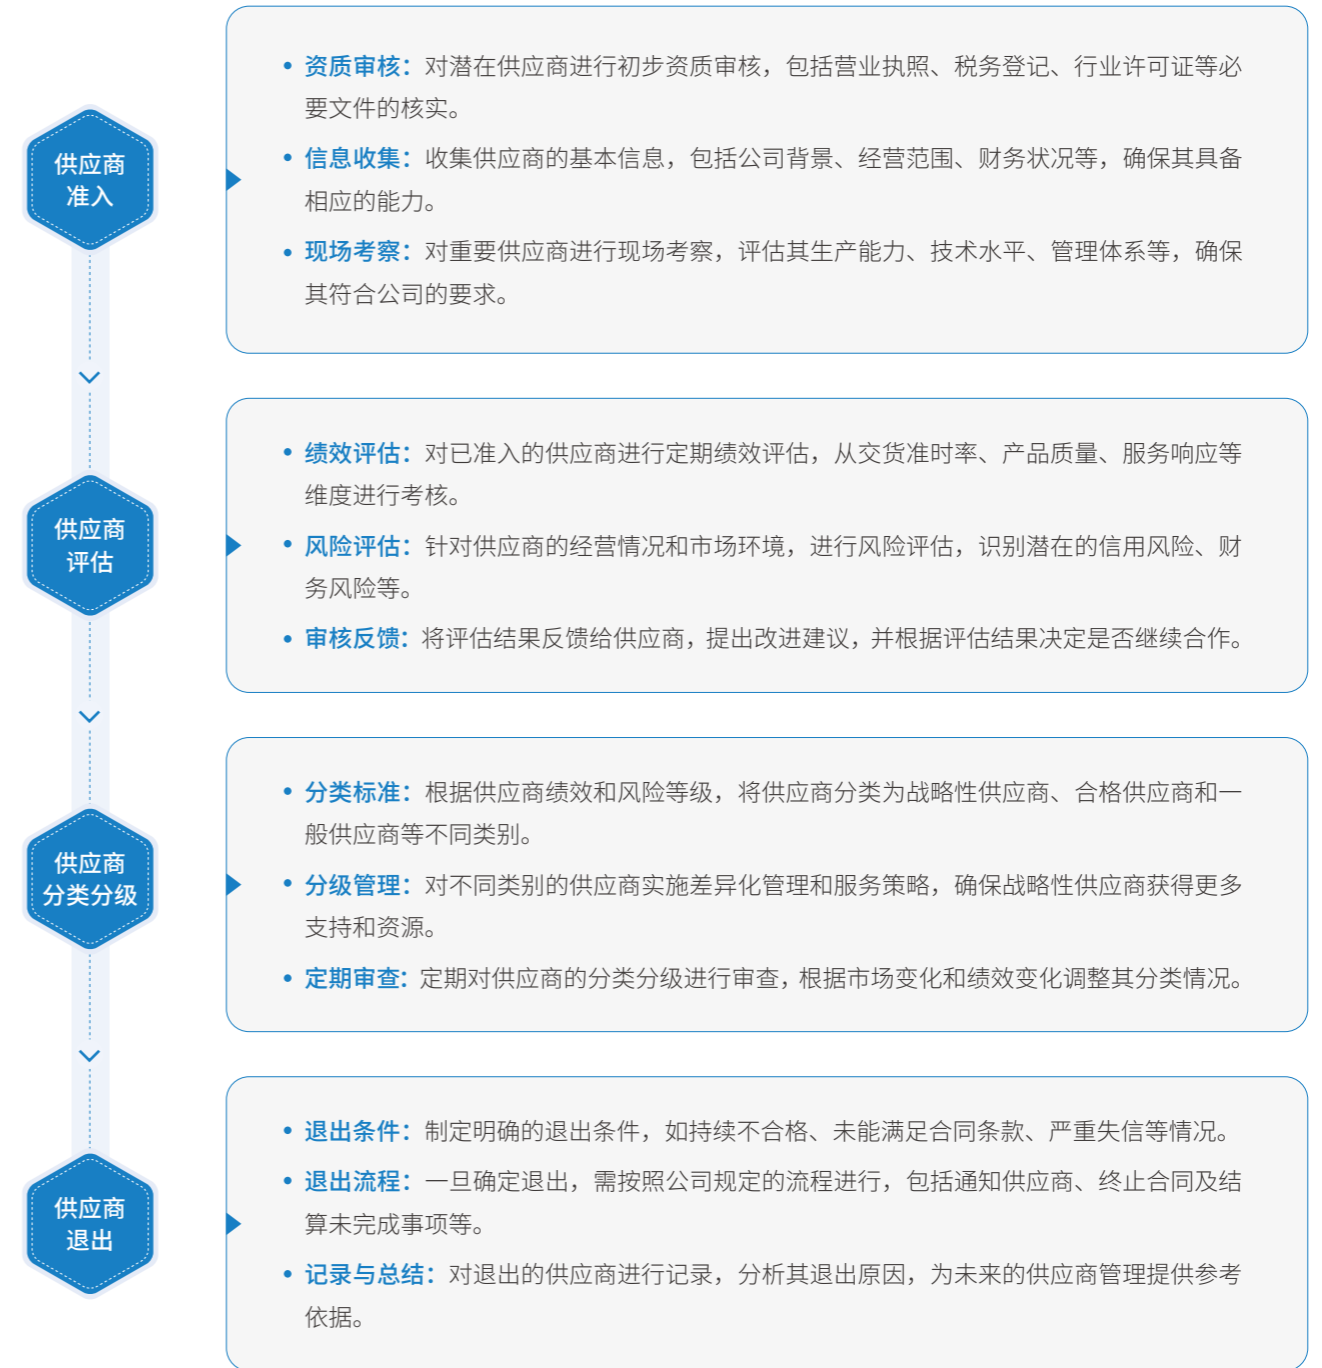 供应商
准入
资质审核：对潜在供应商进行初步资质审核，包括营业执照、税务登记、行业许可证等必
要文件的核实。
信息收集：收集供应商的基本信息，包括公司背景、经营范围、财务状况等，确保其具备
相应的能力。
现场考察：对重要供应商进行现场考察，评估其生产能力、技术水平、管理体系等，确保
其符合公司的要求。
供应商
评估
绩效评估：对已准入的供应商进行定期绩效评估，从交货准时率、产品质量、服务响应等
维度进行考核。
风险评估：针对供应商的经营情况和市场环境，进行风险评估，识别潜在的信用风险、财
务风险等。
审核反馈：将评估结果反馈给供应商，提出改进建议，并根据评估结果决定是否继续合作。
供应商
分类分级
分类标准：根据供应商绩效和风险等级，将供应商分类为战略性供应商、合格供应商和一
般供应商等不同类别。
分级管理：对不同类别的供应商实施差异化管理和服务策略，确保战略性供应商获得更多
支持和资源。
定期审查：定期对供应商的分类分级进行审查，根据市场变化和绩效变化调整其分类情况。
供应商
退出
退出条件：制定明确的退出条件，如持续不合格、未能满足合同条款、严重失信等情况。
退出流程：一旦确定退出，需按照公司规定的流程进行，包括通知供应商、终止合同及结
算未完成事项等。
记录与总结：对退出的供应商进行记录，分析其退出原因，为未来的供应商管理提供参考
依据。